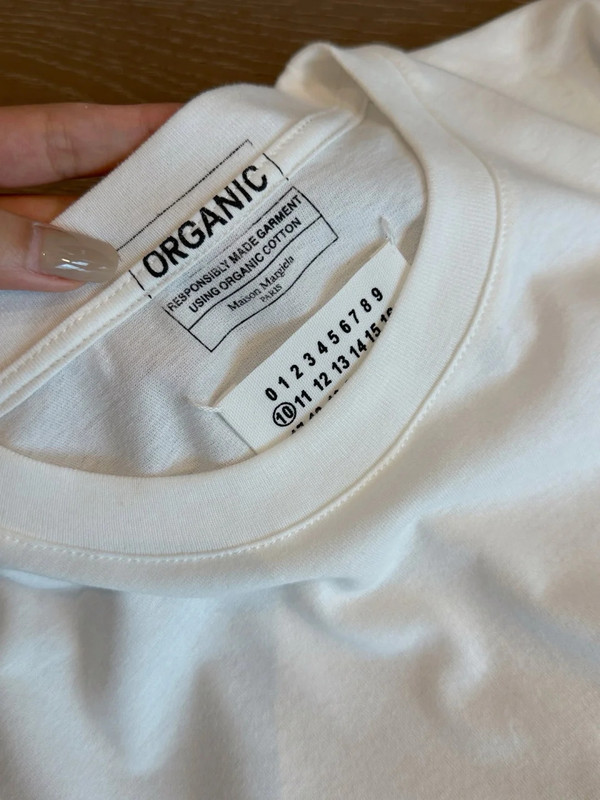 ORGANIC
RESPONSIBLY MADE GARMENT
USING ORGANIC COTTON
Maison Margiela
PARIS
0 1 2 3 4 5 6 7 8 9
10 11 12 13 14 15